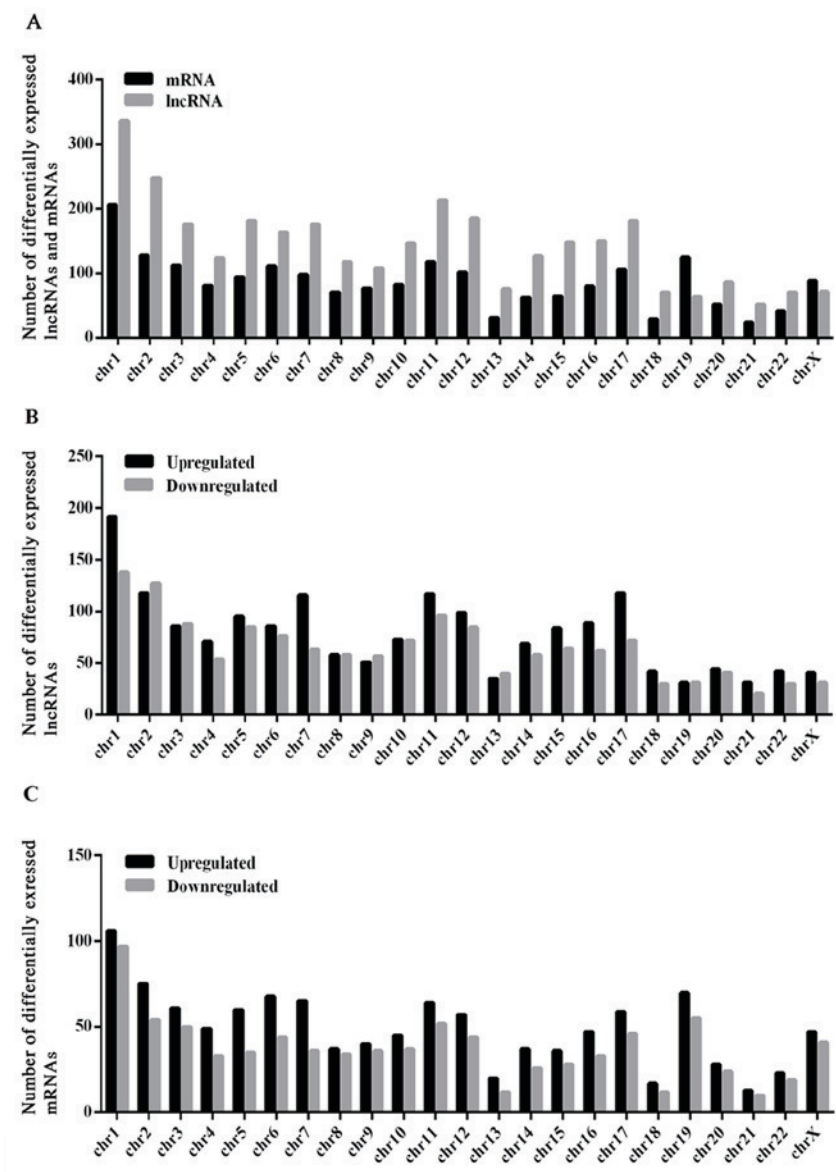 A
Number of differentially expressed
lncRNAs and mRNAs
400
300
200
100
0
mRNA
lncRNA
chr1 chr2 chr3 chr4 chr5 chr6 chr7 chr8 chr9 chr10 chr11 chr12 chr13 chr14 chr15 chr16 chr17 chr18 chr19 chr20 chr21 chr22 chrX
B
Number of differentially expressed
lncRNAs
250
200
150
100
50
0
Upregulated
Downregulated
chr1 chr2 chr3 chr4 chr5 chr6 chr7 chr8 chr9 chr10 chr11 chr12 chr13 chr14 chr15 chr16 chr17 chr18 chr19 chr20 chr21 chr22 chrX
C
Number of differentially exressed
mRNAs
150
100
50
0
Upregulated
Downregulated
chr1 chr2 chr3 chr4 chr5 chr6 chr7 chr8 chr9 chr10 chr11 chr12 chr13 chr14 chr15 chr16 chr17 chr18 chr19 chr20 chr21 chr22 chrX